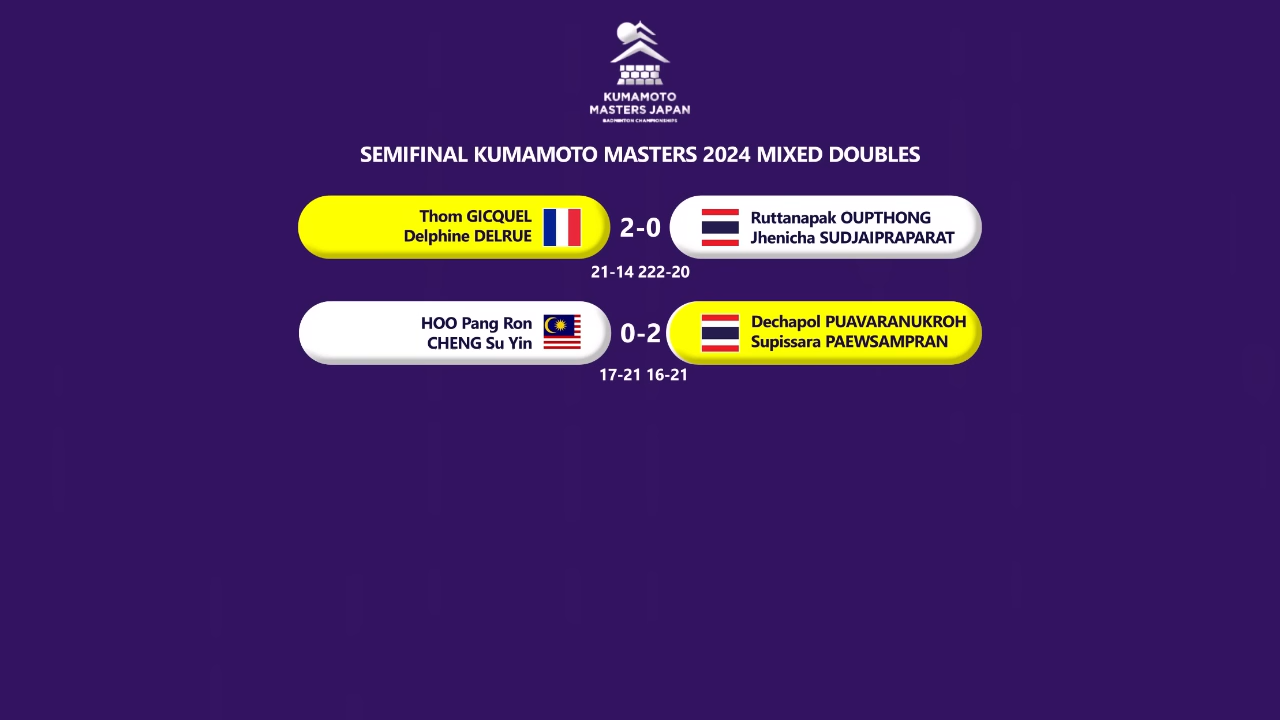 KUMAMOTO
MASTERS JAPAN
BADMINTON CHAMPIONSHIPS
SEMIFINAL KUMAMOTO MASTERS 2024 MIXED DOUBLES
Thom GICQUEL
Delphine DELRUE
2-0
Ruttanapak OUPTHONG
Jhenicha SUDJAIPRAPARAT
21-14 222-20
HOO Pang Ron
CHENG Su Yin
0-2
Dechapol PUAVARANUKROH
Supissara PAEWSAMPRAN
17-21 16-21